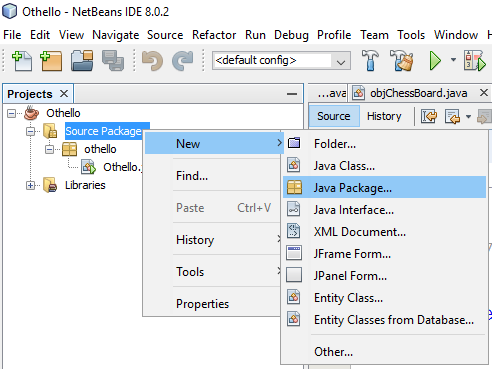 Othello - NetBeans IDE 8.0.2
File Edit View Navigate Source Refactor Run Debug Profile Team Tools Window
<default config>
Projects
...ava
objChessBoard.java
Source History
Othello
Source Package
othello
Othello.j
Libraries
New
Find...
Paste Ctrl+V
History
Tools
Properties
Folder...
Java Class...
Java Package...
Java Interface...
XML Document...
JFrame Form...
JPanel Form...
Entity Class...
Entity Classes from Database...
Other...